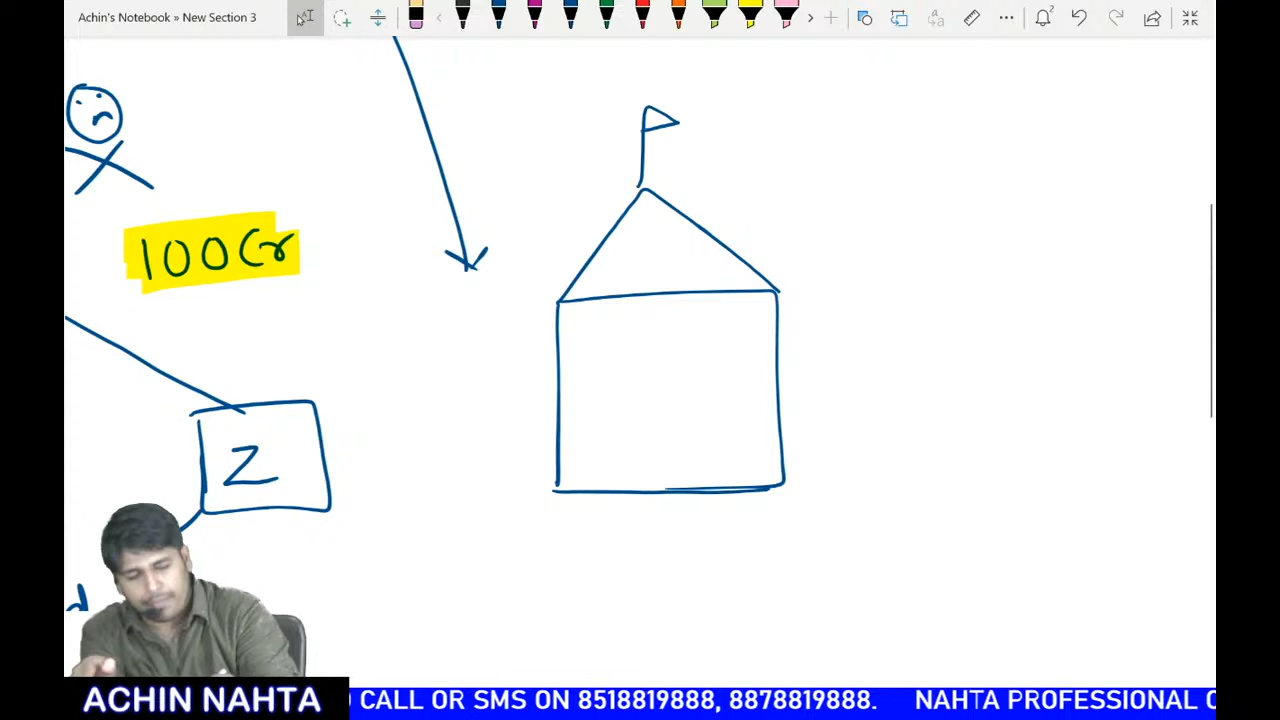 Achin's Notebook » New Section 3
100Cr
Z
ACHIN NAHTA
CALL OR SMS ON 8518819888, 8878819888. NAHTA PROFESSIONAL